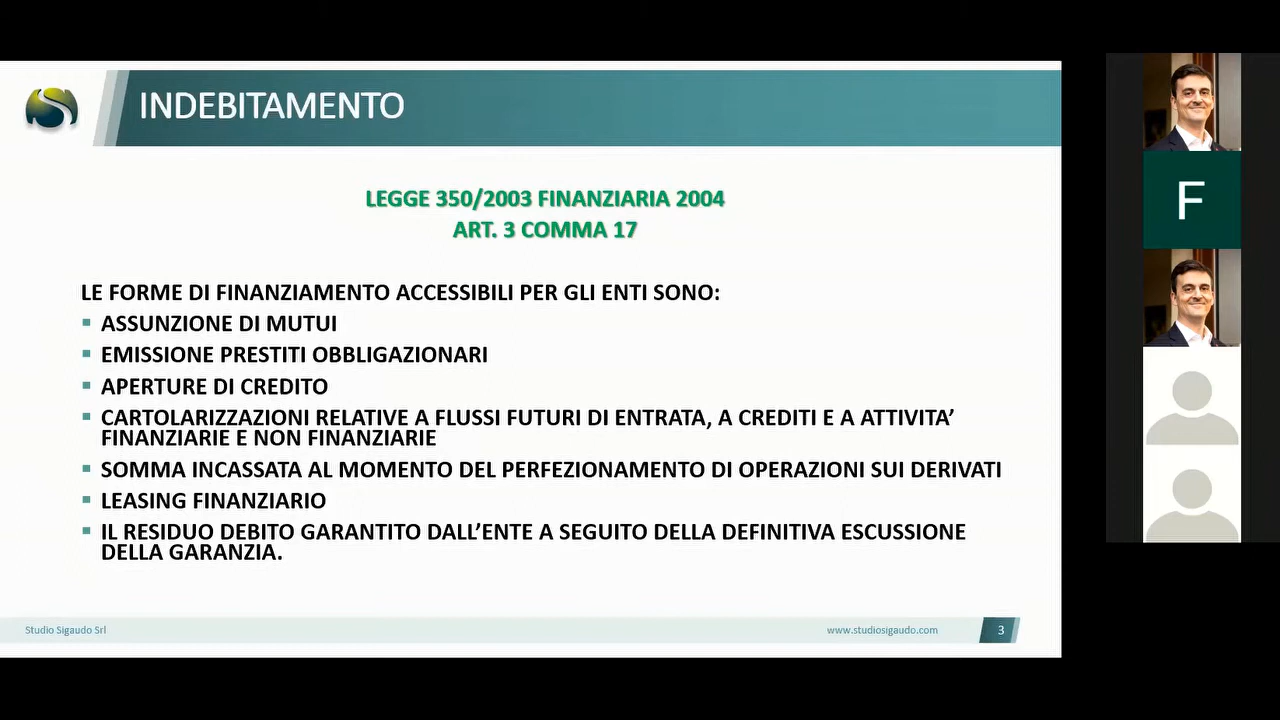 INDEBITAMENTO
LEGGE 350/2003 FINANZIARIA 2004
ART. 3 COMMA 17
LE FORME DI FINANZIAMENTO ACCESSIBILI PER GLI ENTI SONO:
ASSUNZIONE DI MUTUI
EMISSIONE PRESTITI OBBLIGAZIONARI
APERTURE DI CREDITO
CARTOLARIZZAZIONI RELATIVE A FLUSSI FUTURI DI ENTRATA, A CREDITI E A ATTIVITA’
FINANZIARIE E NON FINANZIARIE
SOMMA INCASSATA AL MOMENTO DEL PERFEZIONAMENTO DI OPERAZIONI SUI DERIVATI
LEASING FINANZIARIO
IL RESIDUO DEBITO GARANTITO DALL’ENTE A SEGUITO DELLA DEFINITIVA ESCUSSIONE
DELLA GARANZIA.
Studio Sigaudo Srl
www.studiosigaudo.com
3
F